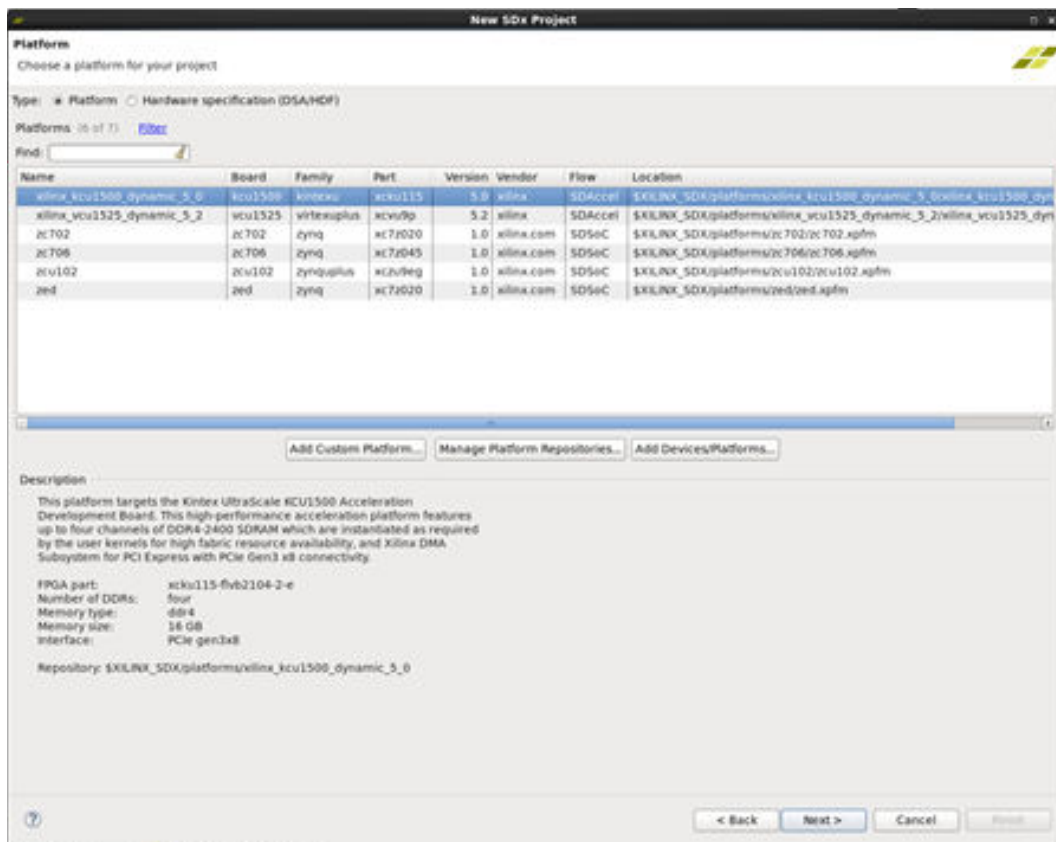 New SDx Project
Platform
Choose a platform for your project
Type: Platform Hardware specification (DSA/HDF)
Platforms (6 of 7) Filter
Find:
Name Board Family Part Version Vendor Flow Location
xilinx_kcu1500_dynamic_5_0 kcu1500 kintexu xcku115 5.0 xilinx SDAccel $XILINX_SDX/platforms/xilinx_kcu1500_dynamic_5_0/xilinx_kcu1500_dyn
xilinx_vcu1525_dynamic_5_2 vcu1525 virtexuplus xcvu9p 5.2 xilinx SDAccel $XILINX_SDX/platforms/xilinx_vcu1525_dynamic_5_2/xilinx_vcu1525_dyn
zc702 zc702 zynq xc7z020 1.0 xilinx.com SDSoC $XILINX_SDX/platforms/zc702/zc702.xpfm
zc706 zc706 zynq xc7z045 1.0 xilinx.com SDSoC $XILINX_SDX/platforms/zc706/zc706.xpfm
zcu102 zcu102 zynquplus xczu9eg 1.0 xilinx.com SDSoC $XILINX_SDX/platforms/zcu102/zcu102.xpfm
zed zed zynq xc7z020 1.0 xilinx.com SDSoC $XILINX_SDX/platforms/zed/zed.xpfm
Add Custom Platform... Manage Platform Repositories... Add Devices/Platforms...
Description
This platform targets the Kintex UltraScale KCU1500 Acceleration
Development Board. This high-performance acceleration platform features
up to four channels of DDR4-2400 SDRAM which are instantiated as required
by the user kernels for high fabric resource availability, and Xilinx DMA
Subsystem for PCI Express with PCIe Gen3 x8 connectivity.
FPGA part: xcku115-flvb2104-2-e
Number of DDRs: four
Memory type: ddr4
Memory size: 16 GB
Interface: PCIe gen3x8
Repository: $XILINX_SDX/platforms/xilinx_kcu1500_dynamic_5_0
? < Back Next > Cancel Finish